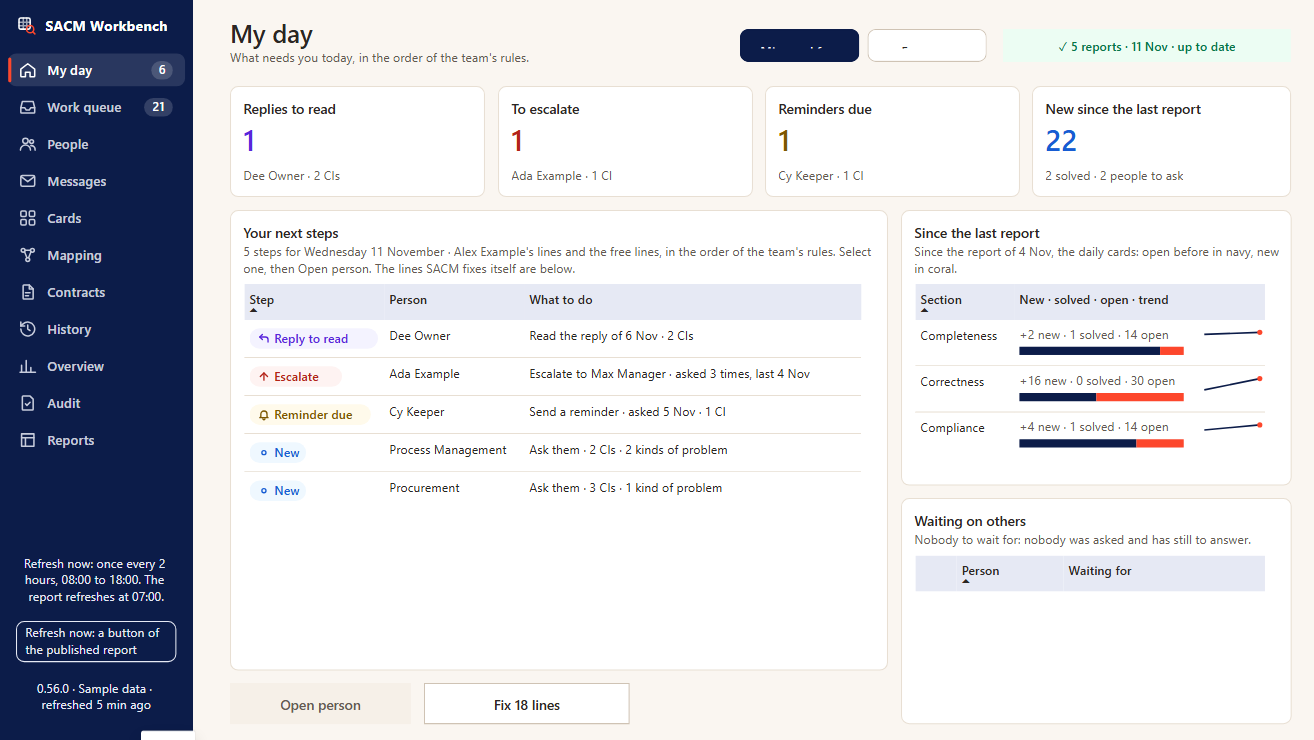 SACM Workbench
My day
6
Work queue
21
People
Messages
Cards
Mapping
Contracts
History
Overview
Audit
Reports
Refresh now: once every 2
hours, 08:00 to 18:00. The
report refreshes at 07:00.
Refresh now: a button of
the published report
0.56.0 · Sample data ·
refreshed 5 min ago
My day
What needs you today, in the order of the team's rules.
✓ 5 reports · 11 Nov · up to date
Replies to read
1
Dee Owner · 2 CIs
To escalate
1
Ada Example · 1 CI
Reminders due
1
Cy Keeper · 1 CI
New since the last report
22
2 solved · 2 people to ask
Your next steps
5 steps for Wednesday 11 November · Alex Example's lines and the free lines, in the order of the team's rules. Select
one, then Open person. The lines SACM fixes itself are below.
Step Person What to do
Reply to read Dee Owner Read the reply of 6 Nov · 2 CIs
Escalate Ada Example Escalate to Max Manager · asked 3 times, last 4 Nov
Reminder due Cy Keeper Send a reminder · asked 5 Nov · 1 CI
New Process Management Ask them · 2 CIs · 2 kinds of problem
New Procurement Ask them · 3 CIs · 1 kind of problem
Open person
Fix 18 lines
Since the last report
Since the report of 4 Nov, the daily cards: open before in navy, new
in coral.
Section New · solved · open · trend
Completeness +2 new · 1 solved · 14 open
Correctness +16 new · 0 solved · 30 open
Compliance +4 new · 1 solved · 14 open
Waiting on others
Nobody to wait for: nobody was asked and has still to answer.
Person Waiting for